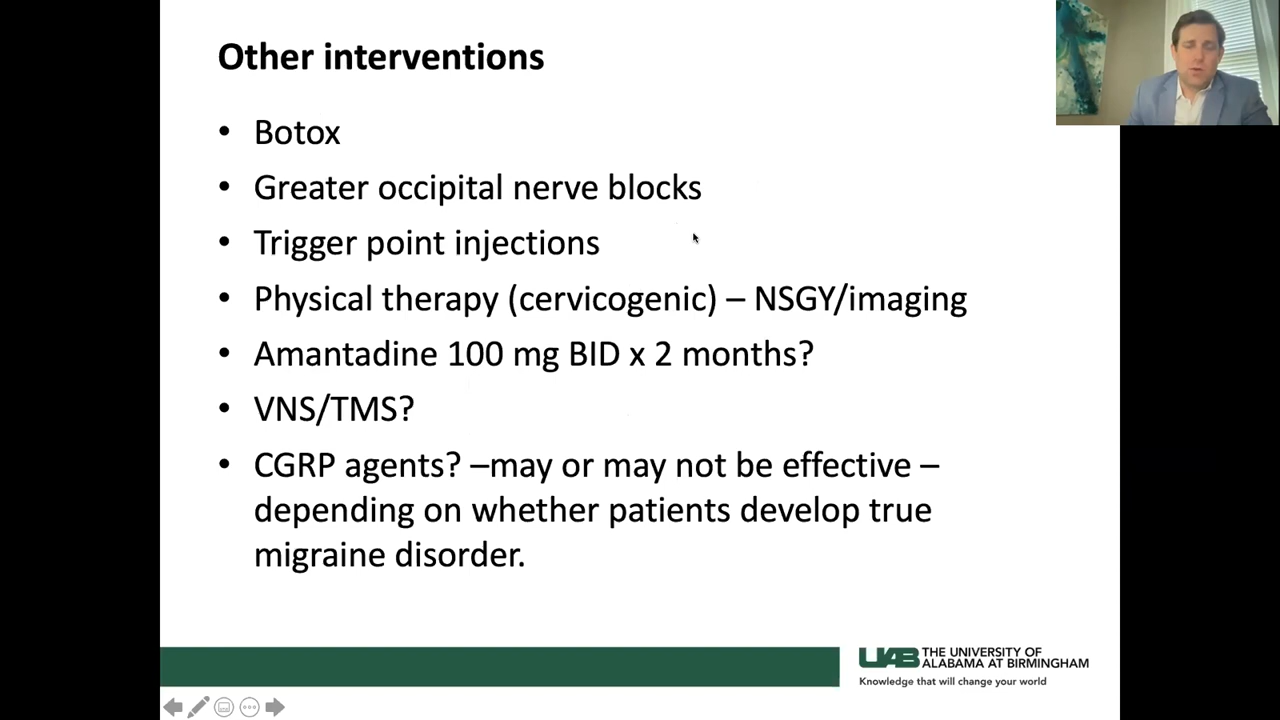 Other interventions
• Botox
• Greater occipital nerve blocks
• Trigger point injections
• Physical therapy (cervicogenic) – NSGY/imaging
• Amantadine 100 mg BID x 2 months?
• VNS/TMS?
• CGRP agents? –may or may not be effective –
depending on whether patients develop true
migraine disorder.
UAB THE UNIVERSITY OF
ALABAMA AT BIRMINGHAM
Knowledge that will change your world